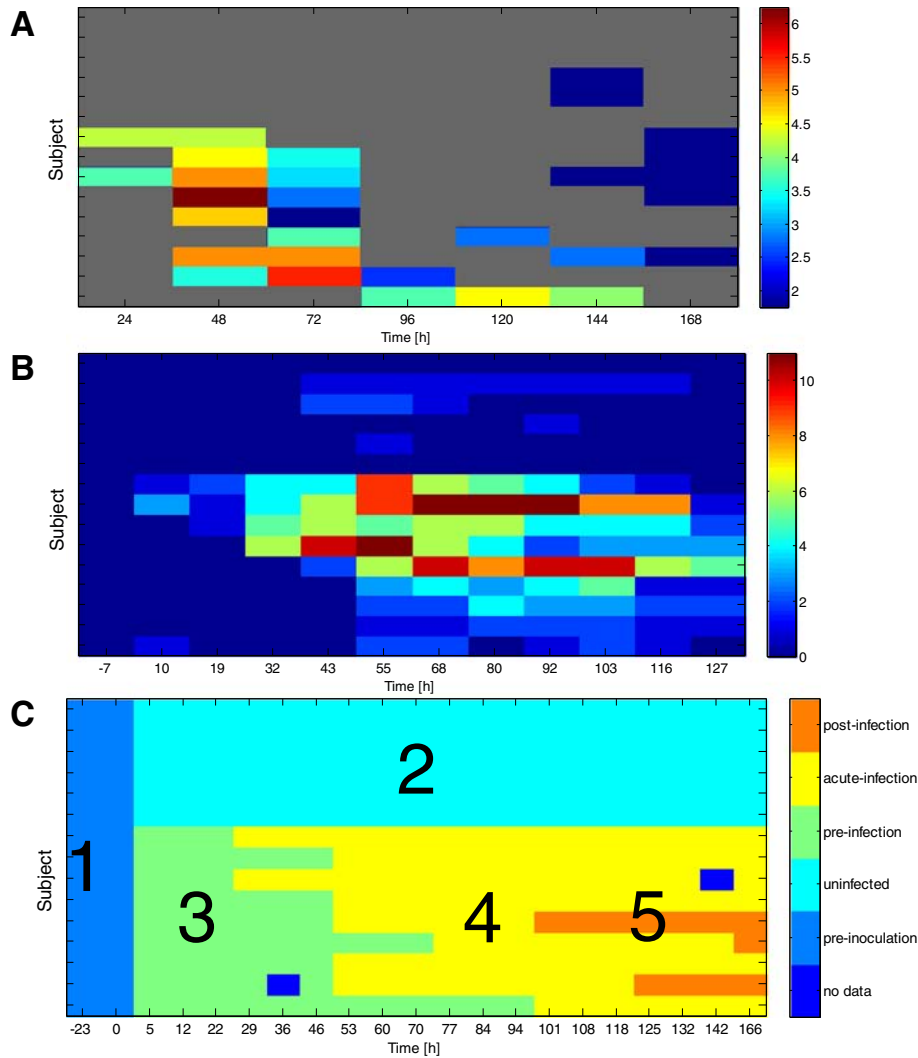 A
Subject
6
5.5
5
4.5
4
3.5
3
2.5
2
24 48 72 96 120 144 168
Time [h]
B
Subject
10
8
6
4
2
0
-7 10 19 32 43 55 68 80 92 103 116 127
Time [h]
C
Subject
1
2
3
4
5
post-infection
acute-infection
pre-infection
uninfected
pre-inoculation
no data
-23 0 5 12 22 29 36 46 53 60 70 77 84 94 101 108 118 125 132 142 166
Time [h]